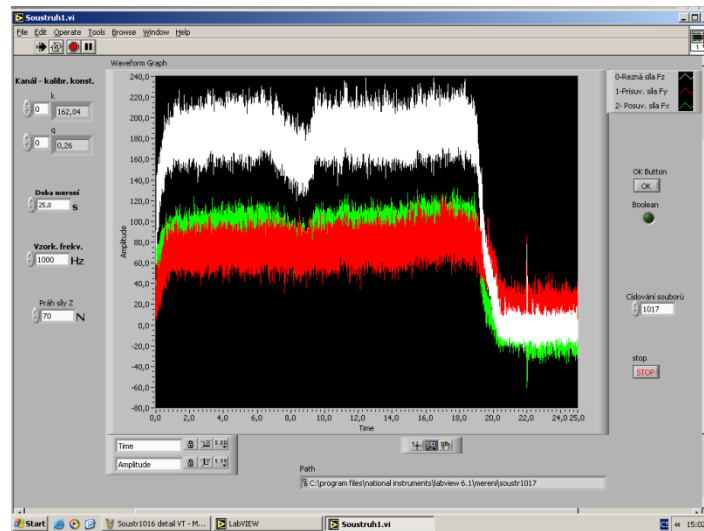 Soustruh1.vi
File Edit Operate Tools Browse Window Help
1
Waveform Graph
Kanál - kalibr. konst.
k
0 162,04
q
0 0,26
Doba merení
25,0 s
Vzork. frekv.
1000 Hz
Práh síly Z
70 N
240,0
220,0
200,0
180,0
160,0
140,0
120,0
100,0
80,0
60,0
40,0
20,0
0,0
-20,0
-40,0
-60,0
-80,0
Amplitude
0,0 2,0 4,0 6,0 8,0 10,0 12,0 14,0 16,0 18,0 20,0 22,0 24,0 25,0
Time
0-Rezná síla Fz
1-Prísuv. síla Fy
2- Posuv. síla Fx
OK Button
OK
Boolean
Císlování souborù
1017
stop
STOP
Time
Amplitude
Path
C:\program files\national instruments\labview 6.1\mereni\soustr1017
Start Soustr1016 detail VT - M... LabVIEW Soustruh1.vi « 15:02